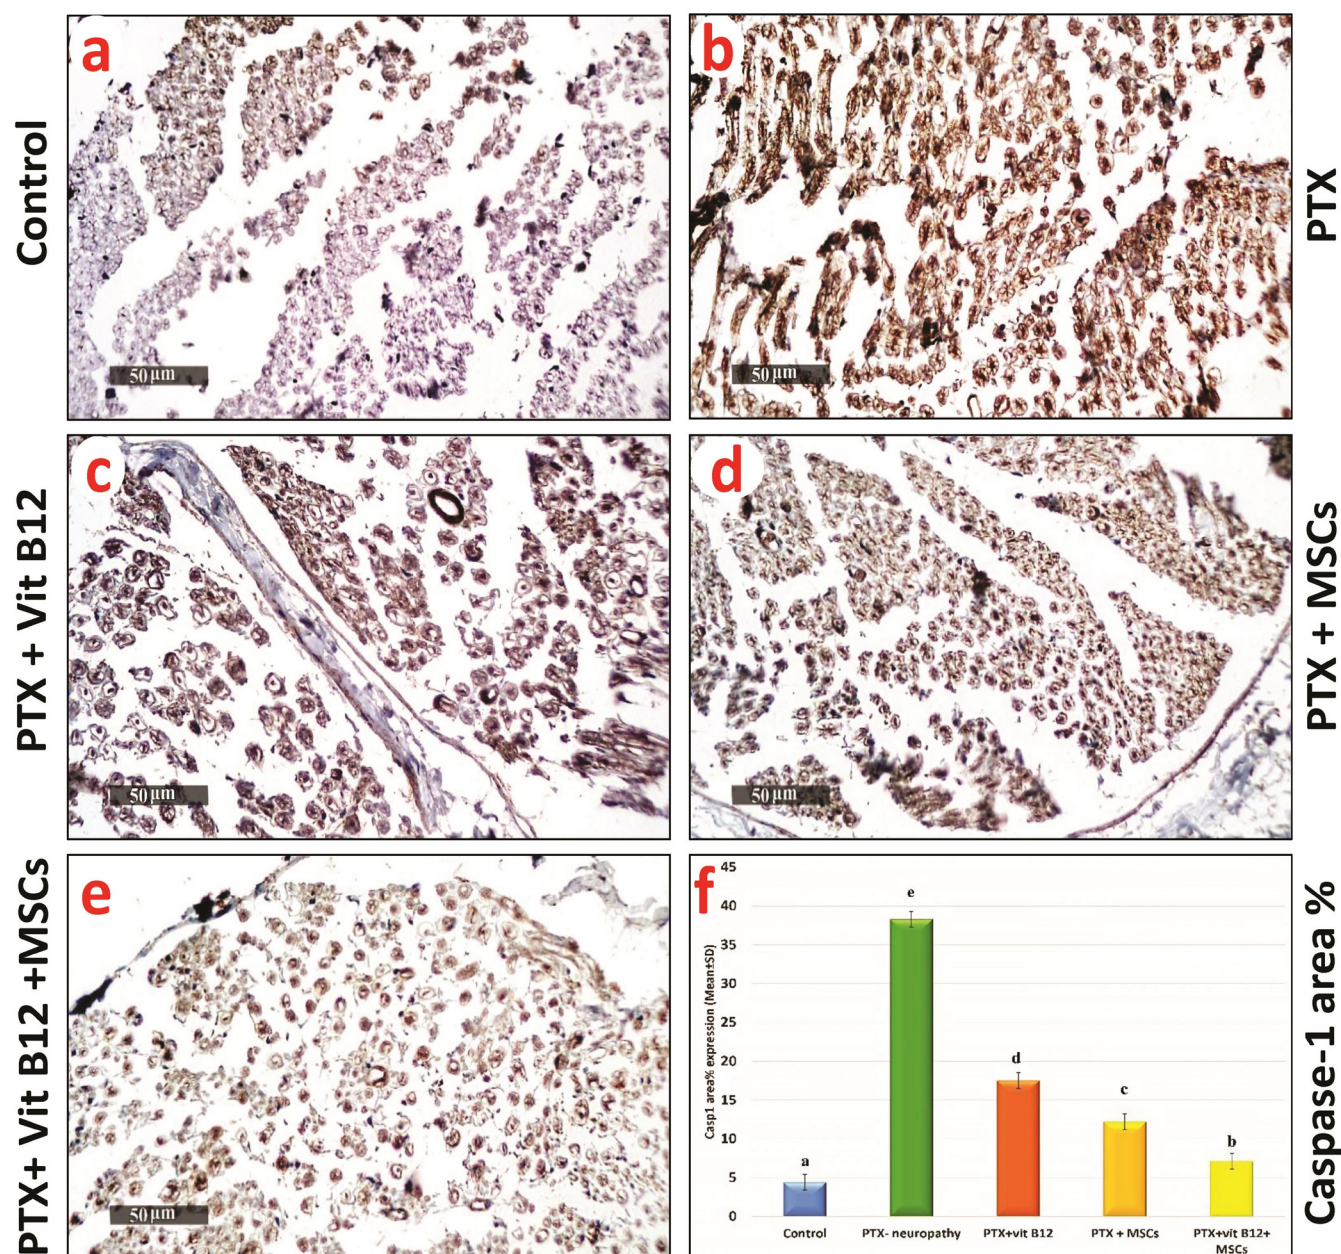 a
Control
50 µm
b
PTX
50 µm
c
PTX + Vit B12
50 µm
d
PTX + MSCs
50 µm
e
PTX+ Vit B12 +MSCs
50 µm
f
Caspase-1 area %
Casp1 area% expression (Mean±SD)
45
40
35
30
25
20
15
10
5
0
a
e
d
c
b
Control
PTX- neuropathy
PTX+vit B12
PTX + MSCs
PTX+vit B12+
MSCs